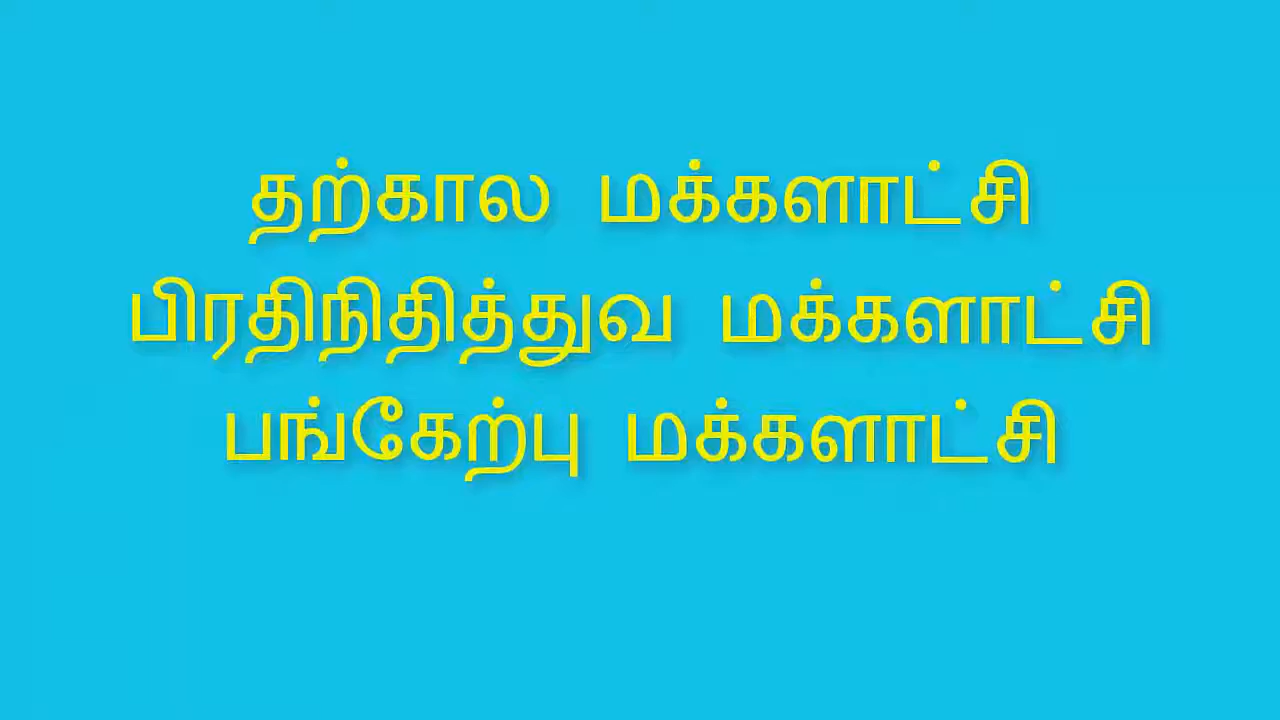 தற்கால மக்களாட்சி
பிரதிநிதித்துவ மக்களாட்சி
பங்கேற்பு மக்களாட்சி